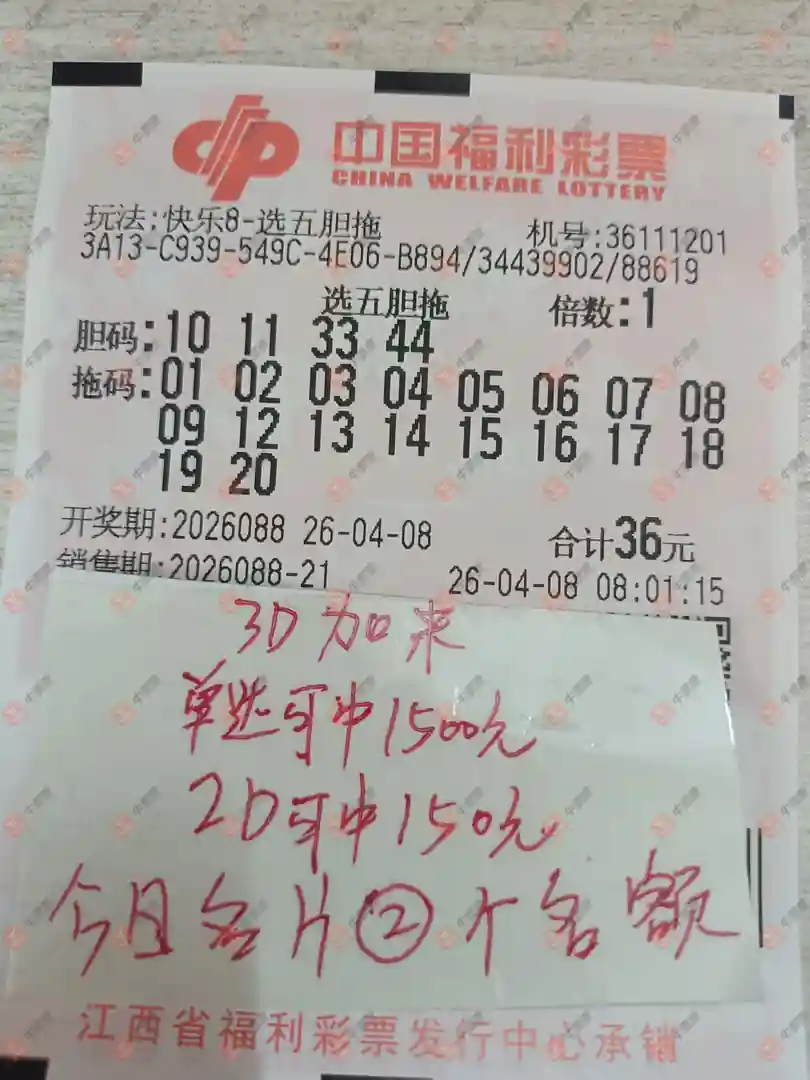 中国福利彩票
CHINA WELFARE LOTTERY
玩法:快乐8-选五胆拖 机号:36111201
3A13-C939-549C-4E06-B894/34439902/88619
选五胆拖 倍数:1
胆码:10 11 33 44
拖码:01 02 03 04 05 06 07 08
09 12 13 14 15 16 17 18
19 20
开奖期:2026088 26-04-08 合计36元
销售期:2026088-21 26-04-08 08:01:15
3D加来
单选可中1500元
2D可中150元
今日名片②个名额
江西省福利彩票发行中心承销